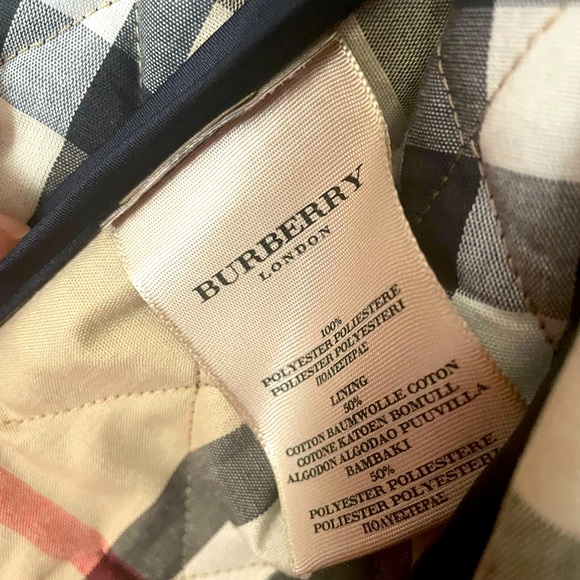 BURBERRY
LONDON
100%
POLYESTER POLIESTERE
POLIESTER POLYESTERI
ΠΟΛΥΕΣΤΕΡΑΣ
LINING
50%
COTTON BAUMWOLLE COTON
COTONE KATOEN BOMULL
ALGODON ALGODAO PUUVILLA
BAMBAKI
50%
POLYESTER POLIESTERE
POLIESTER POLYESTERI
ΠΟΛΥΕΣΤΕΡΑΣ